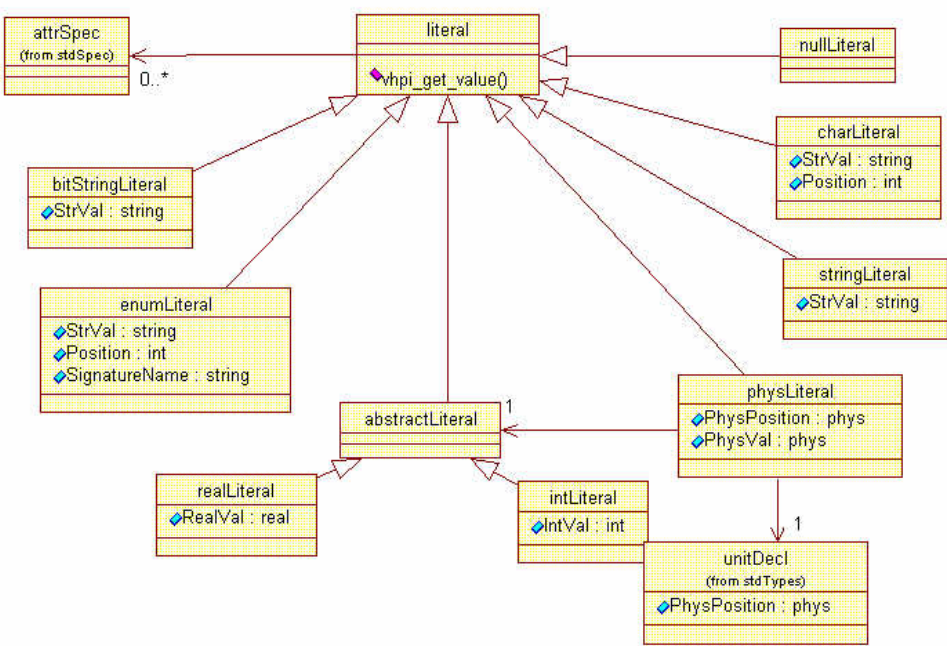 attrSpec
(from stdSpec)
0..*
literal
vhpi_get_value()
nullLiteral
charLiteral
StrVal : string
Position : int
bitStringLiteral
StrVal : string
stringLiteral
StrVal : string
enumLiteral
StrVal : string
Position : int
SignatureName : string
abstractLiteral
1
physLiteral
PhysPosition : phys
PhysVal : phys
realLiteral
RealVal : real
intLiteral
IntVal : int
1
unitDecl
(from stdTypes)
PhysPosition : phys